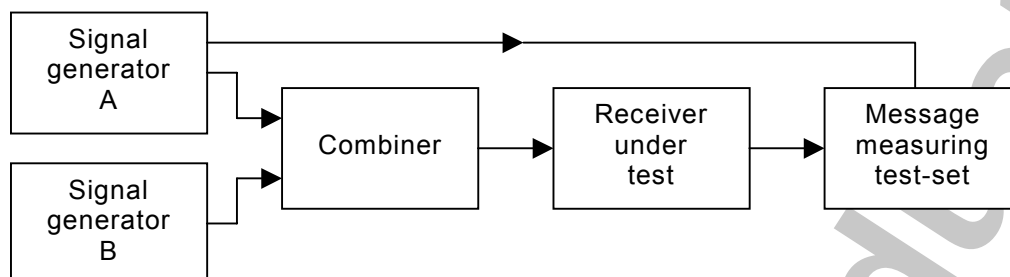 Signal
generator
A
Signal
generator
B
Combiner
Receiver
under
test
Message
measuring
test-set